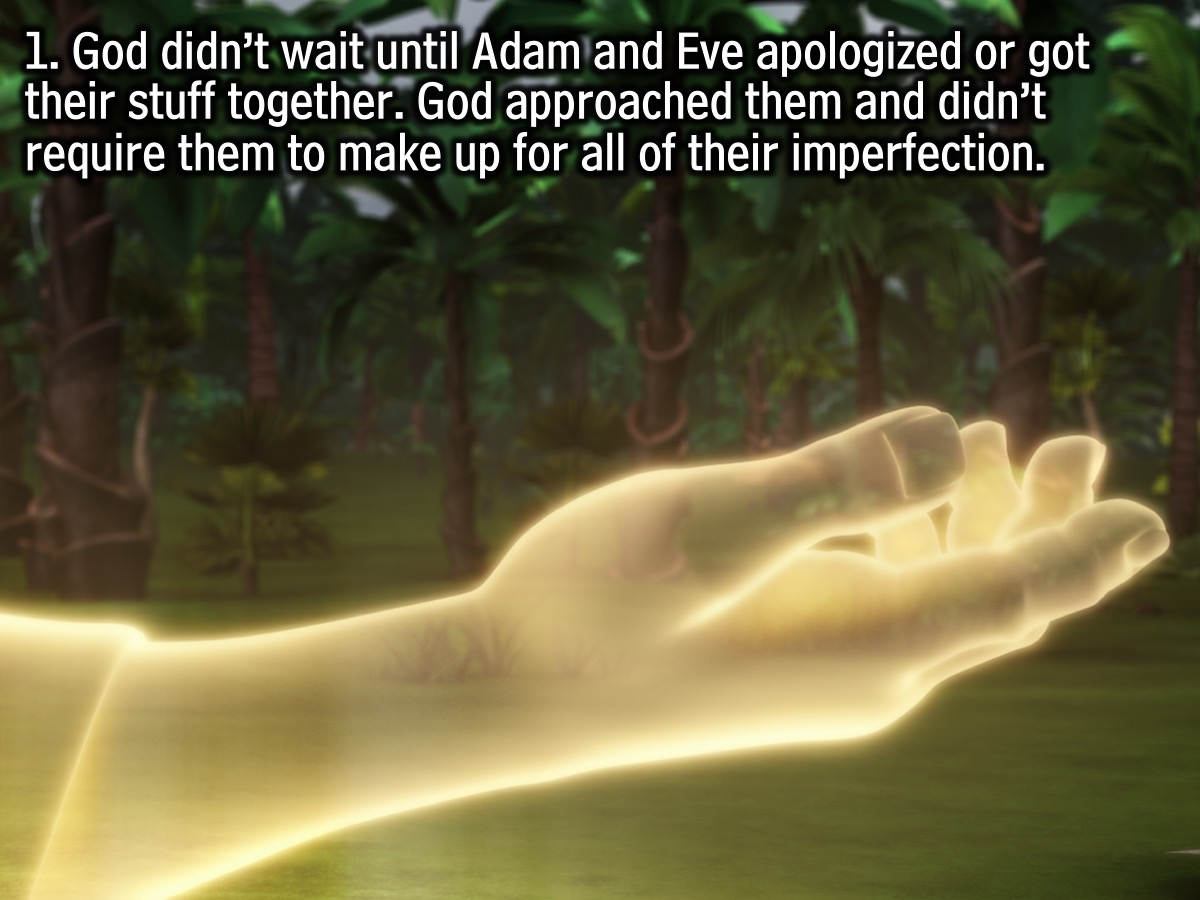 1. God didn’t wait until Adam and Eve apologized or got
their stuff together. God approached them and didn’t
require them to make up for all of their imperfection.